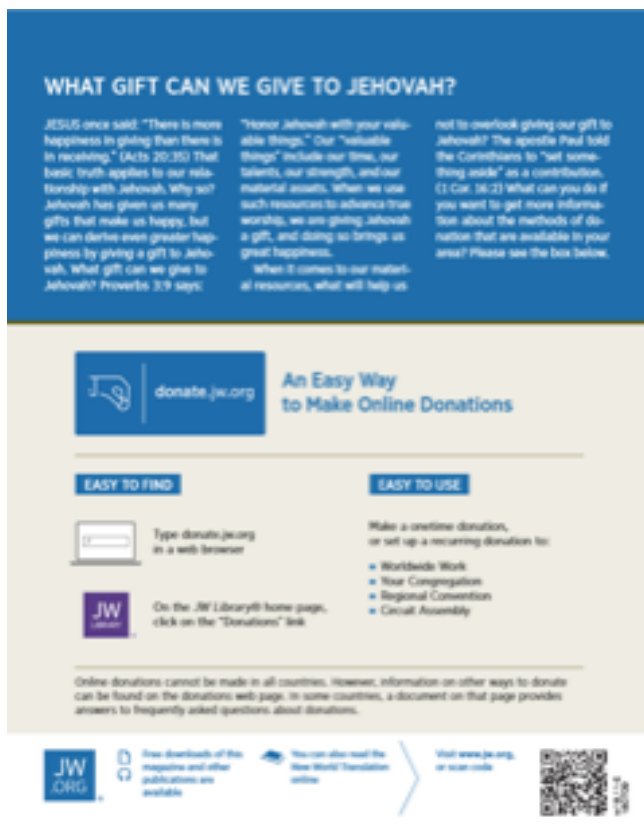 WHAT GIFT CAN WE GIVE TO JEHOVAH?
JESUS once said: “There is more
happiness in giving than there is
in receiving.” (Acts 20:35) That
basic truth applies to our rela-
tionship with Jehovah. Why so?
Jehovah has given us many
gifts that make us happy, but
we can derive even greater hap-
piness by giving a gift to Jeho-
vah. What gift can we give to
Jehovah? Proverbs 3:9 says:
“Honor Jehovah with your valu-
able things.” Our “valuable
things” include our time, our
talents, our strength, and our
material assets. When we use
such resources to advance true
worship, we are giving Jehovah
a gift, and doing so brings us
great happiness.
When it comes to our materi-
al resources, what will help us
not to overlook giving our gift to
Jehovah? The apostle Paul told
the Corinthians to “set some-
thing aside” as a contribution.
(1 Cor. 16:2) What can you do if
you want to get more informa-
tion about the methods of do-
nation that are available in your
area? Please see the box below.
donate.jw.org
An Easy Way
to Make Online Donations
EASY TO FIND
Type donate.jw.org
in a web browser
JW
LIBRARY
On the JW Library® home page,
click on the “Donations” link
EASY TO USE
Make a onetime donation,
or set up a recurring donation to:
Worldwide Work
Your Congregation
Regional Convention
Circuit Assembly
Online donations cannot be made in all countries. However, information on other ways to donate
can be found on the donations web page. In some countries, a document on that page provides
answers to frequently asked questions about donations.
JW
.ORG
Free downloads of this
magazine and other
publications are
available
You can also read the
New World Translation
online
Visit www.jw.org,
or scan code